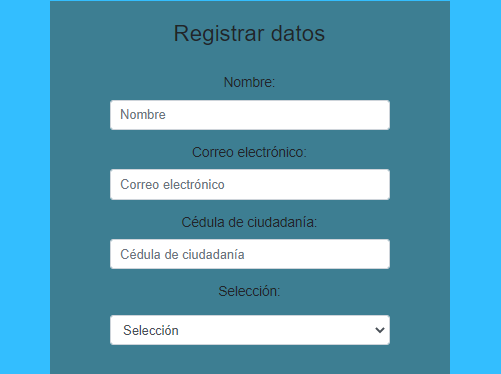 Registrar datos
Nombre:
Nombre
Correo electrónico:
Correo electrónico
Cédula de ciudadanía:
Cédula de ciudadanía
Selección:
Selección